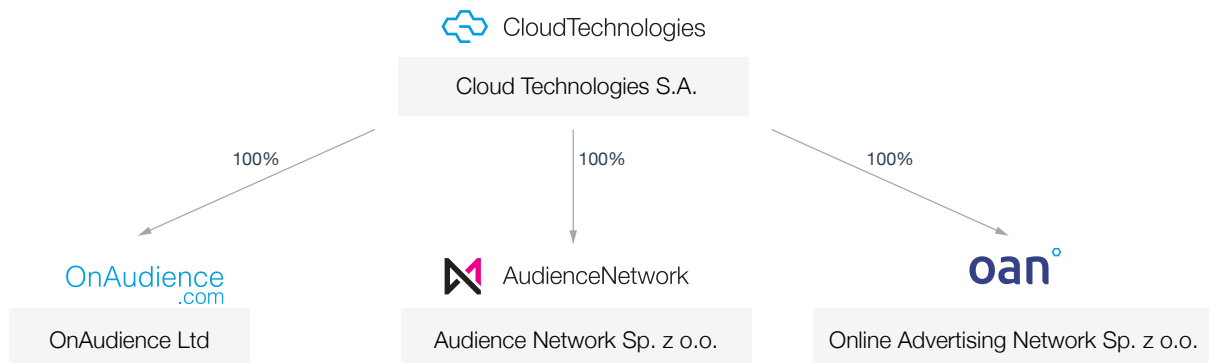 CloudTechnologies
Cloud Technologies S.A.
100%
100%
100%
OnAudience
.com
AudienceNetwork
oan
OnAudience Ltd
Audience Network Sp. z o.o.
Online Advertising Network Sp. z o.o.